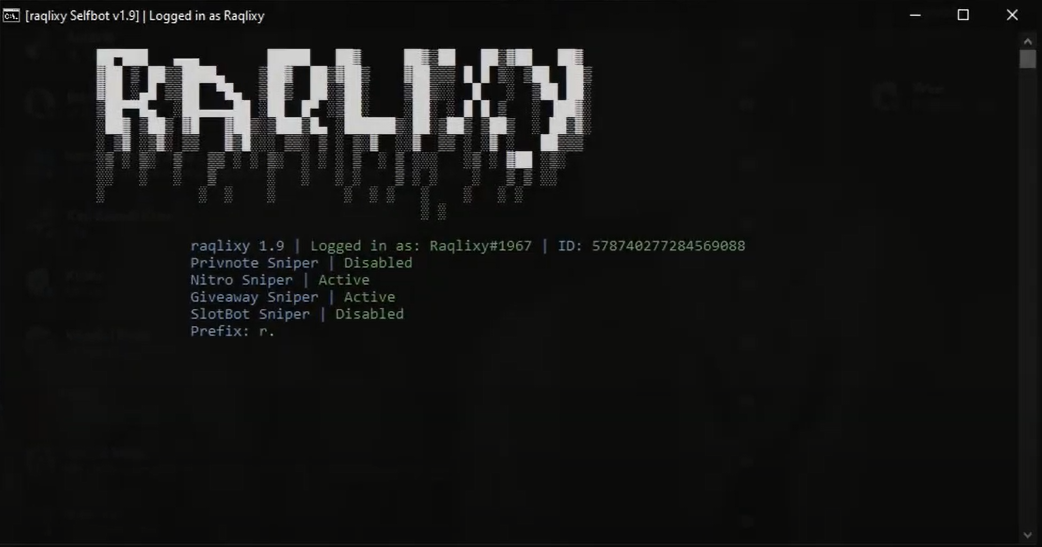 [raqlixy Selfbot v1.9] | Logged in as Raqlixy
RAQLIXY
raqlixy 1.9 | Logged in as: Raqlixy#1967 | ID: 578740277284569088
Privnote Sniper | Disabled
Nitro Sniper | Active
Giveaway Sniper | Active
SlotBot Sniper | Disabled
Prefix: r.